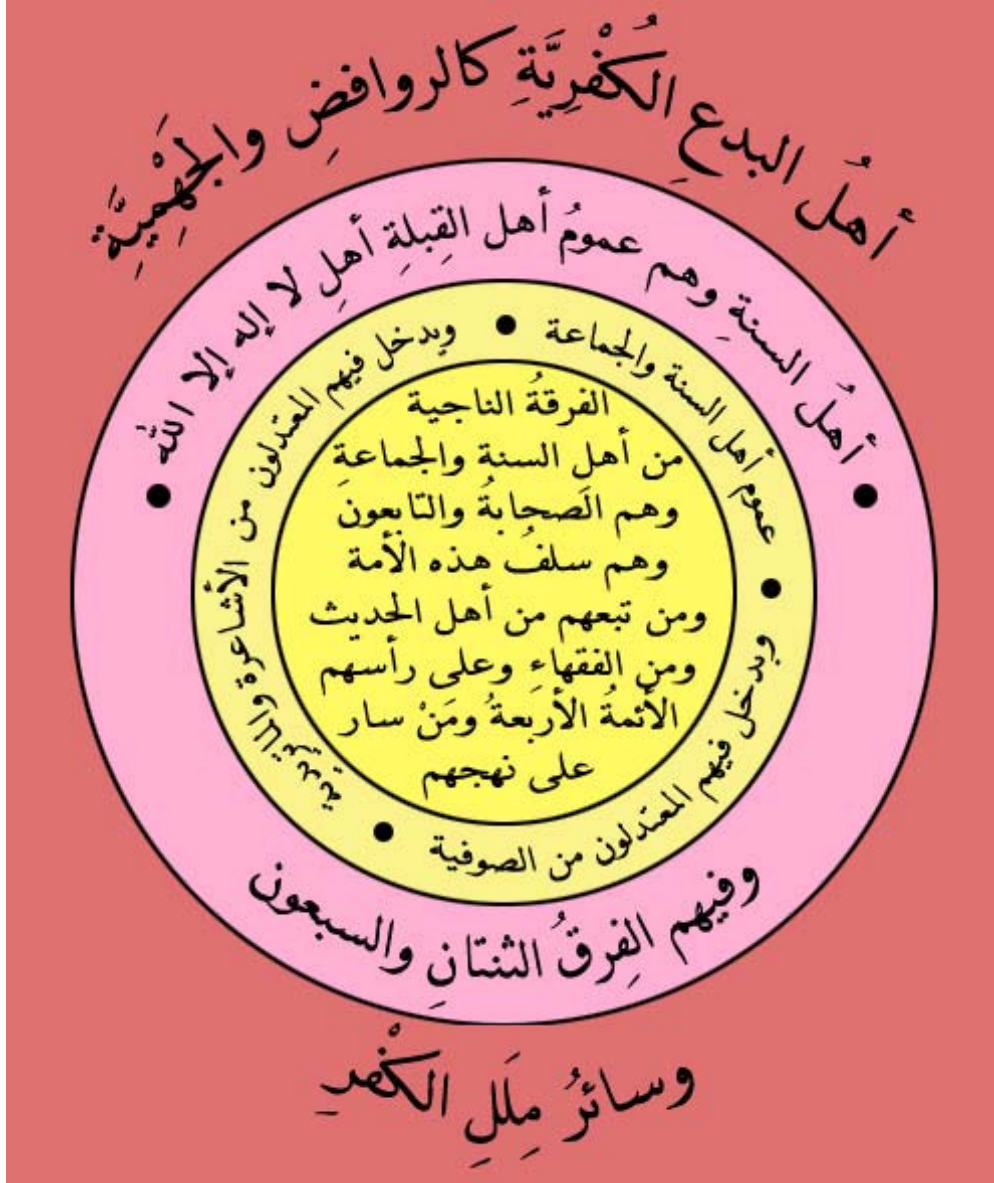 أهلُ البدعِ الكُفْرِيَّةِ كالروافضِ والجَهْمِيَّةِ
أهلُ السنةِ وهم عمومُ أهل القِبلةِ أهلِ لا إله إلا الله
عموم أهل السنة والجماعة
ويدخل فيهم المعتدلون من الأشاعرة والماتريدية
ويدخل فيهم المعتدلون من الصوفية
الفرقةُ الناجية
من أهل السنة والجماعةِ
وهم الصحابةُ والتابعون
وهم سلفُ هذه الأمة
ومن تبعهم من أهل الحديث
ومن الفقهاءِ وعلى رأسهم
الأئمةُ الأربعةُ ومَنْ سار
على نهجهم
وفيهم الفِرقُ الثنتانِ والسبعون
وسائرُ مِلَلِ الكُفْرِ